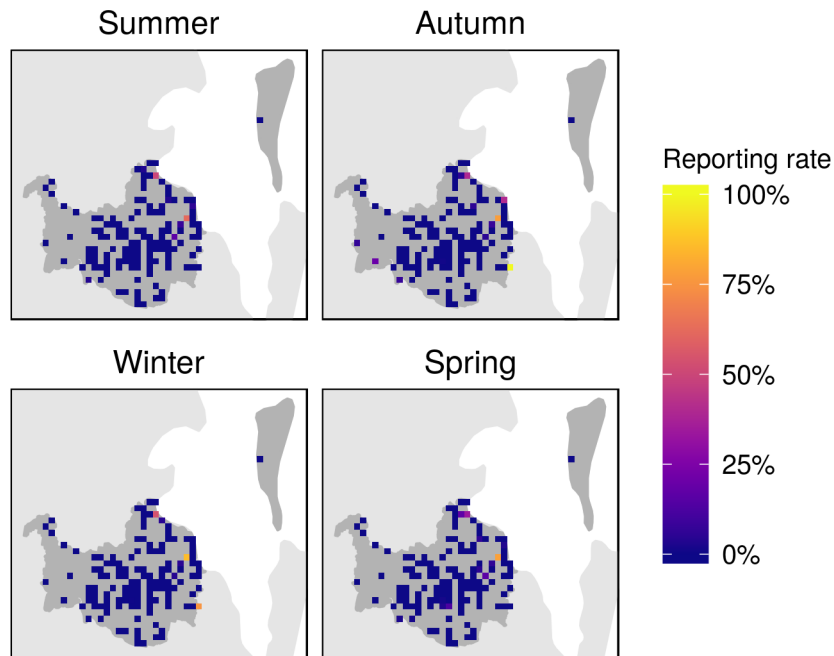 Summer
Autumn
Winter
Spring
Reporting rate
100%
75%
50%
25%
0%